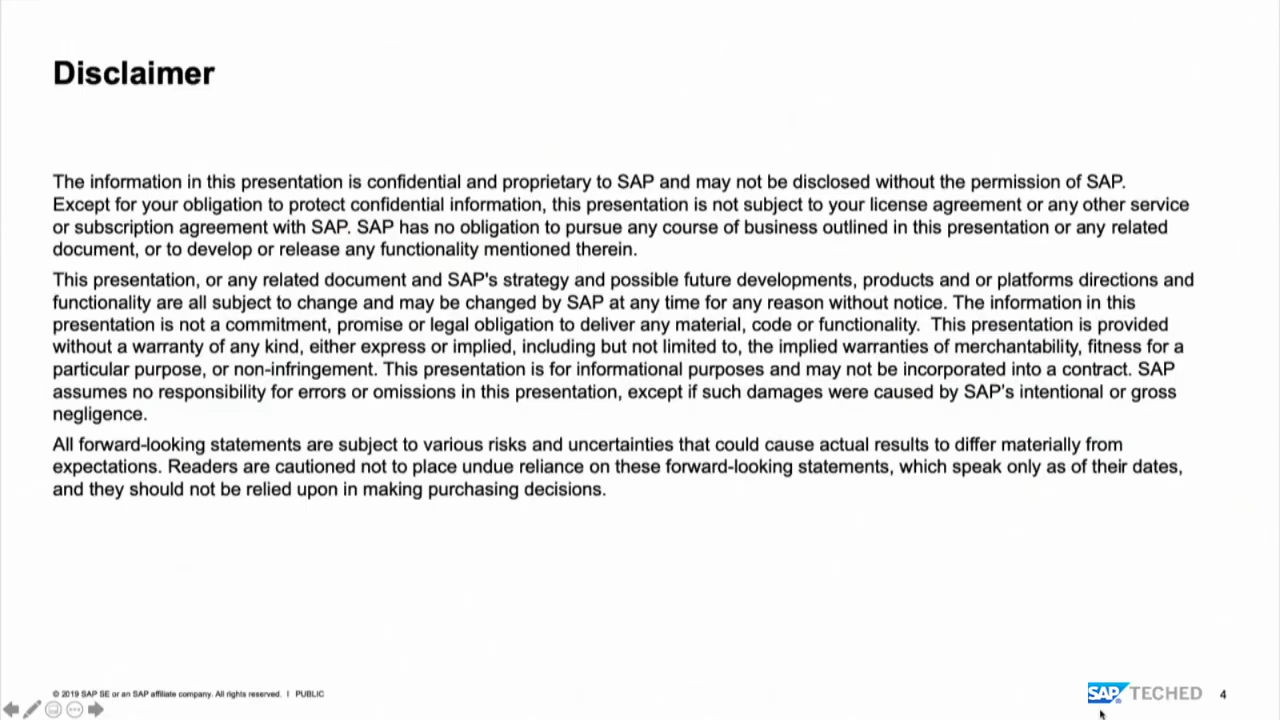 Disclaimer
The information in this presentation is confidential and proprietary to SAP and may not be disclosed without the permission of SAP.
Except for your obligation to protect confidential information, this presentation is not subject to your license agreement or any other service
or subscription agreement with SAP. SAP has no obligation to pursue any course of business outlined in this presentation or any related
document, or to develop or release any functionality mentioned therein.
This presentation, or any related document and SAP's strategy and possible future developments, products and or platforms directions and
functionality are all subject to change and may be changed by SAP at any time for any reason without notice. The information in this
presentation is not a commitment, promise or legal obligation to deliver any material, code or functionality.  This presentation is provided
without a warranty of any kind, either express or implied, including but not limited to, the implied warranties of merchantability, fitness for a
particular purpose, or non-infringement. This presentation is for informational purposes and may not be incorporated into a contract. SAP
assumes no responsibility for errors or omissions in this presentation, except if such damages were caused by SAP's intentional or gross
negligence.
All forward-looking statements are subject to various risks and uncertainties that could cause actual results to differ materially from
expectations. Readers are cautioned not to place undue reliance on these forward-looking statements, which speak only as of their dates,
and they should not be relied upon in making purchasing decisions.
© 2019 SAP SE or an SAP affiliate company. All rights reserved. | PUBLIC
SAP TECHED 4